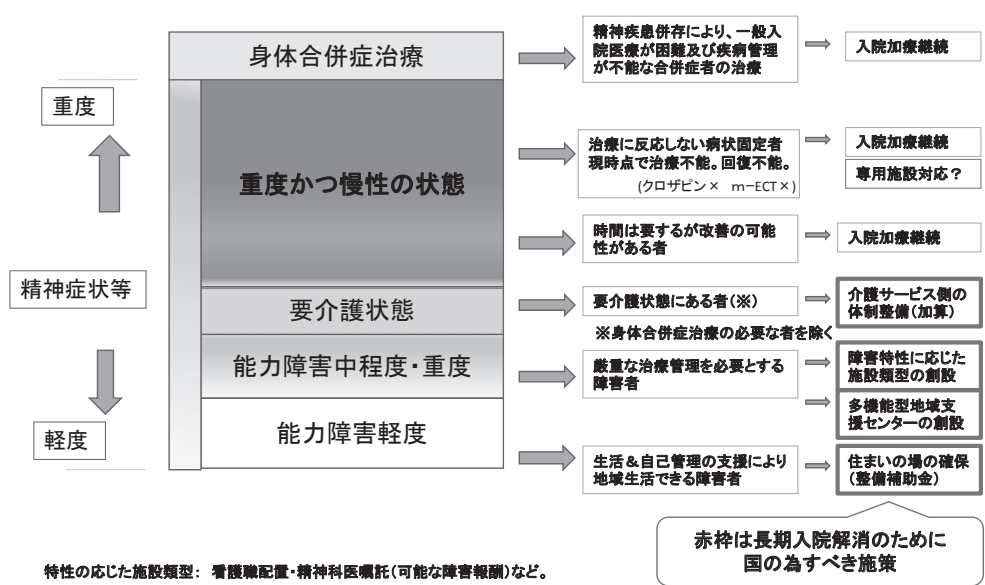 身体合併症治療
精神疾患併存により、一般入
院医療が困難及び疾病管理
が不能な合併症者の治療
入院加療継続
重度
重度かつ慢性の状態
治療に反応しない病状固定者
現時点で治療不能。回復不能。
(クロザピン× m-ECT×)
入院加療継続
専用施設対応？
時間は要するが改善の可能
性がある者
入院加療継続
精神症状等
要介護状態
要介護状態にある者(※)
※身体合併症治療の必要な者を除く
介護サービス側の
体制整備(加算)
能力障害中程度・重度
厳重な治療管理を必要とする
障害者
障害特性に応じた
施設類型の創設
多機能型地域支
援センターの創設
軽度
能力障害軽度
生活&自己管理の支援により
地域生活できる障害者
住まいの場の確保
(整備補助金)
赤枠は長期入院解消のために
国の為すべき施策
特性の応じた施設類型: 看護職配置・精神科医嘱託(可能な障害報酬)など。